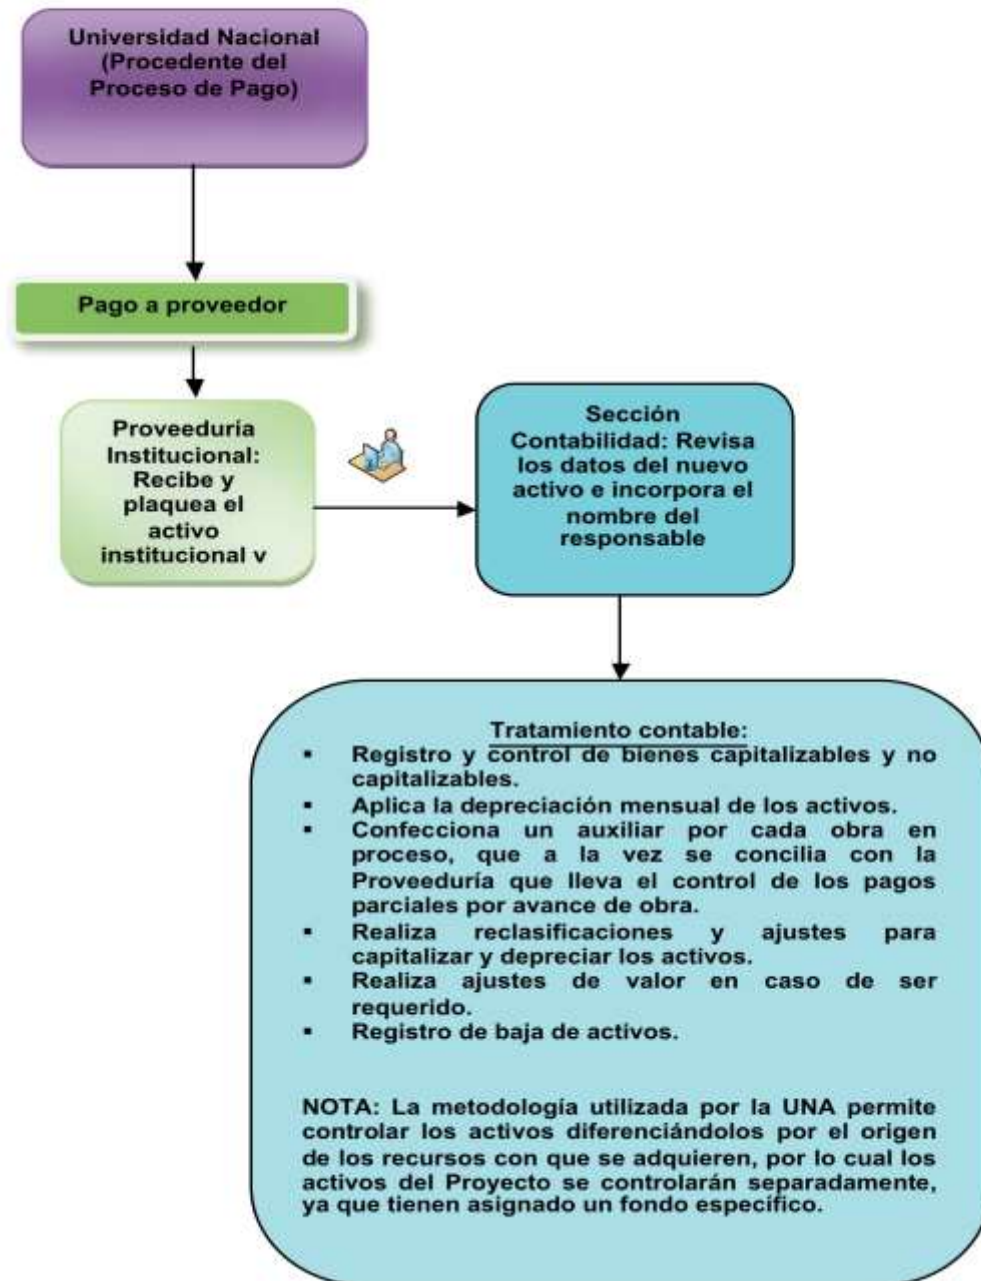 Universidad Nacional
(Procedente del
Proceso de Pago)
Pago a proveedor
Proveeduría
Institucional:
Recibe y
plaquea el
activo
institucional v
Sección
Contabilidad: Revisa
los datos del nuevo
activo e incorpora el
nombre del
responsable
Tratamiento contable:
▪ Registro y control de bienes capitalizables y no
capitalizables.
▪ Aplica la depreciación mensual de los activos.
▪ Confecciona un auxiliar por cada obra en
proceso, que a la vez se concilia con la
Proveeduría que lleva el control de los pagos
parciales por avance de obra.
▪ Realiza reclasificaciones y ajustes para
capitalizar y depreciar los activos.
▪ Realiza ajustes de valor en caso de ser
requerido.
▪ Registro de baja de activos.
NOTA: La metodología utilizada por la UNA permite
controlar los activos diferenciándolos por el origen
de los recursos con que se adquieren, por lo cual los
activos del Proyecto se controlarán separadamente,
ya que tienen asignado un fondo específico.